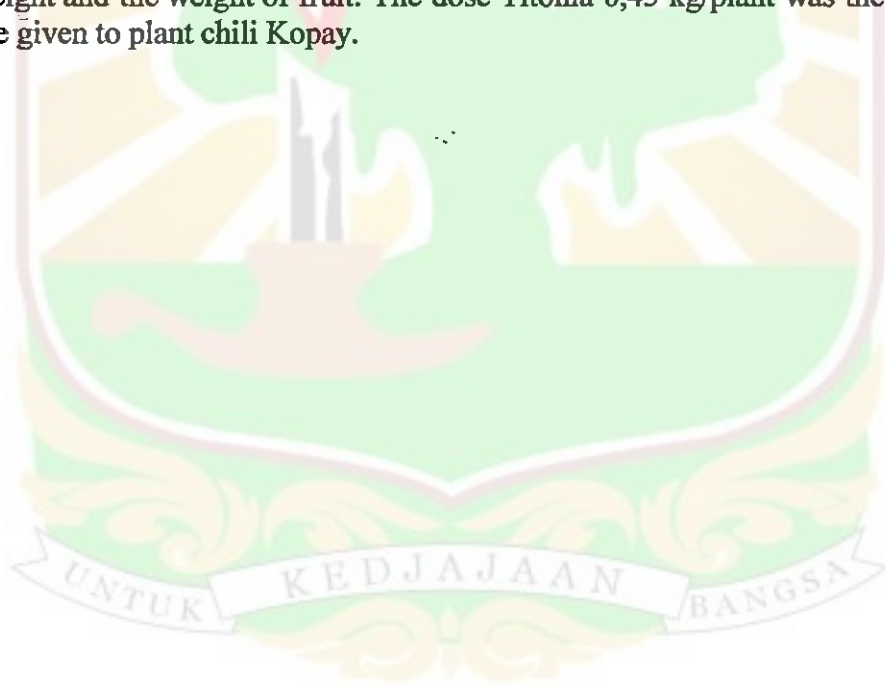 and the weight of fruit. The dose Titonia 0,45 kg/plant was the
given to plant chili Kopay.
UNTUK KEDJAJAAN BANGSA